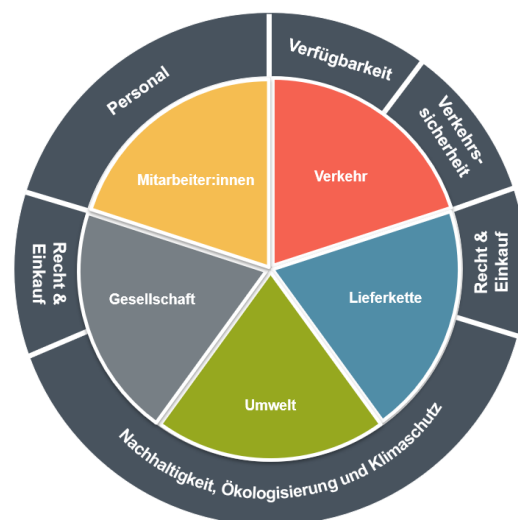 Verfügbarkeit
Personal
Verkehrs-
sicherheit
Mitarbeiter:innen
Verkehr
Recht &
Einkauf
Recht &
Einkauf
Gesellschaft
Lieferkette
Umwelt
Nachhaltigkeit, Ökologisierung und Klimaschutz